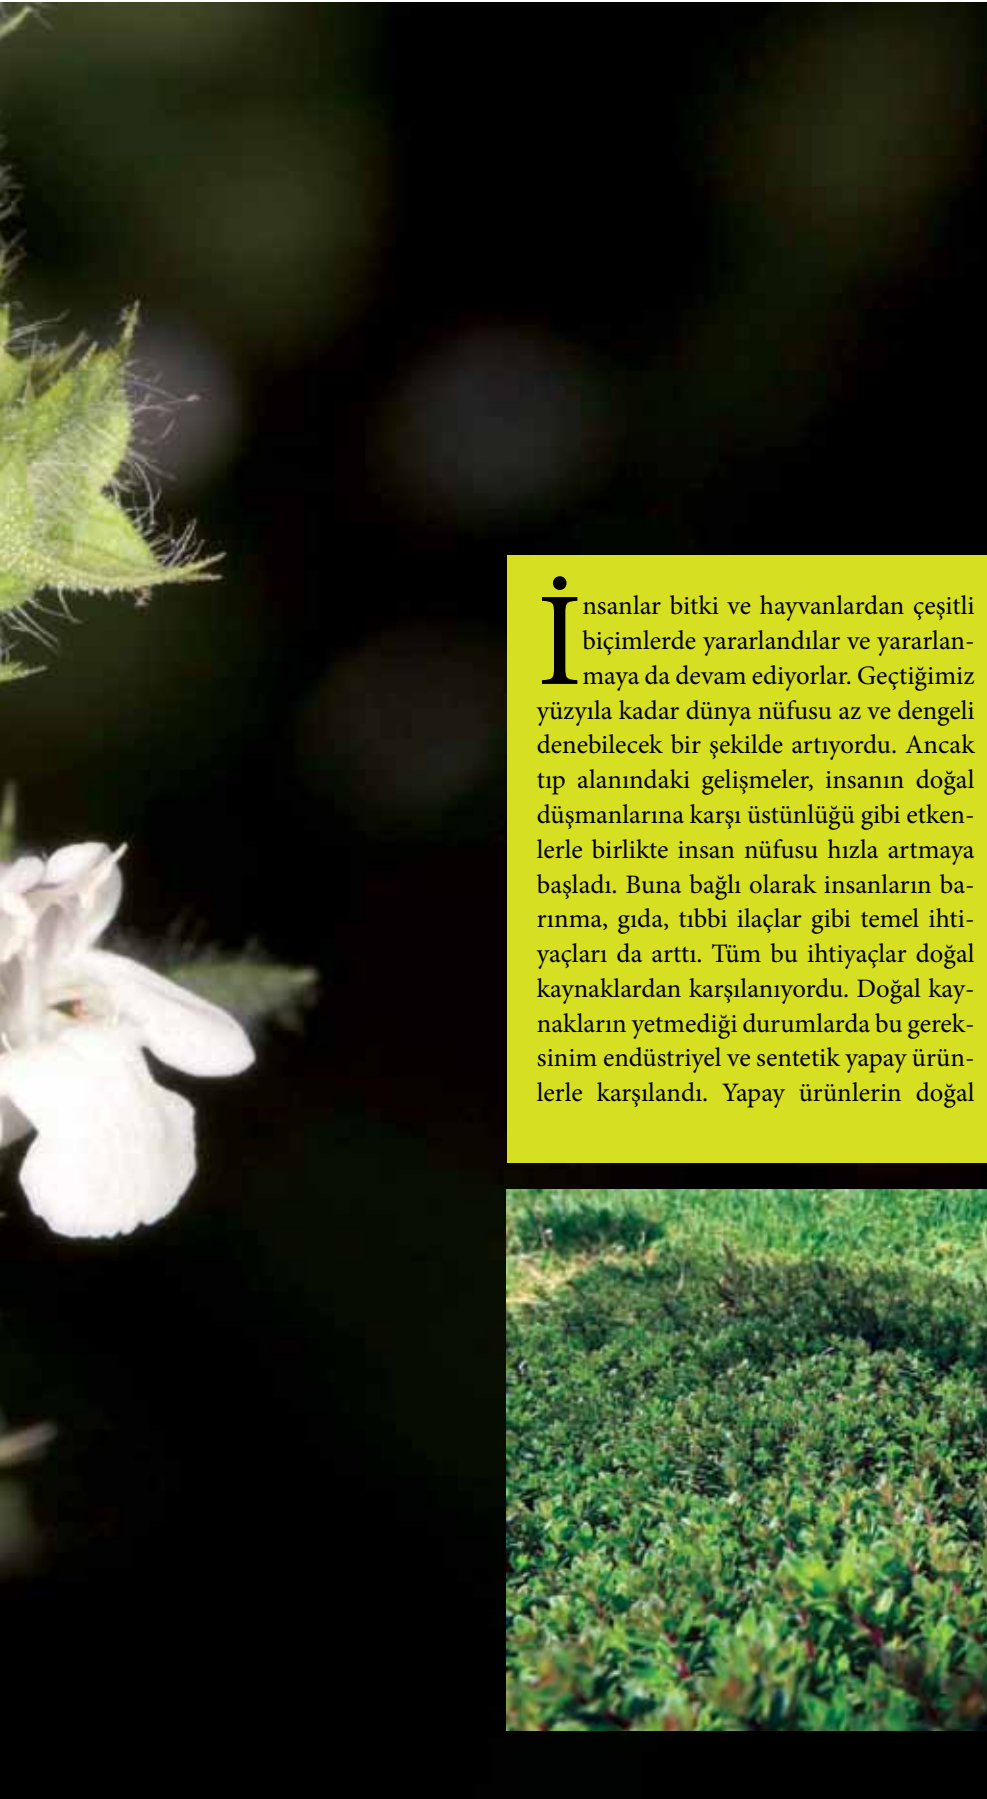 İnsanlar bitki ve hayvanlardan çeşitli
biçimlerde yararlandılar ve yararlan-
maya da devam ediyorlar. Geçtiğimiz
yüzyıla kadar dünya nüfusu az ve dengeli
denebilecek bir şekilde artıyordu. Ancak
tıp alanındaki gelişmeler, insanın doğal
düşmanlarına karşı üstünlüğü gibi etken-
lerle birlikte insan nüfusu hızla artmaya
başladı. Buna bağlı olarak insanların ba-
rınma, gıda, tıbbi ilaçlar gibi temel ihti-
yaçları da arttı. Tüm bu ihtiyaçlar doğal
kaynaklardan karşılanıyordu. Doğal kay-
nakların yetmediği durumlarda bu gerek-
sinim endüstriyel ve sentetik yapay ürün-
lerle karşılandı. Yapay ürünlerin doğal